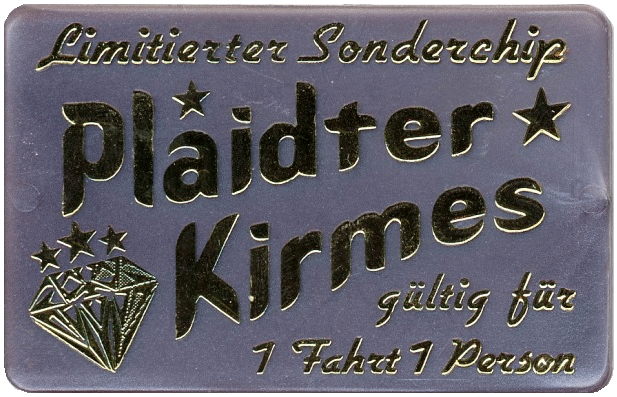 Limitierter Sonderchip
Plaidter
Kirmes
gültig für
1 Fahrt 1 Person